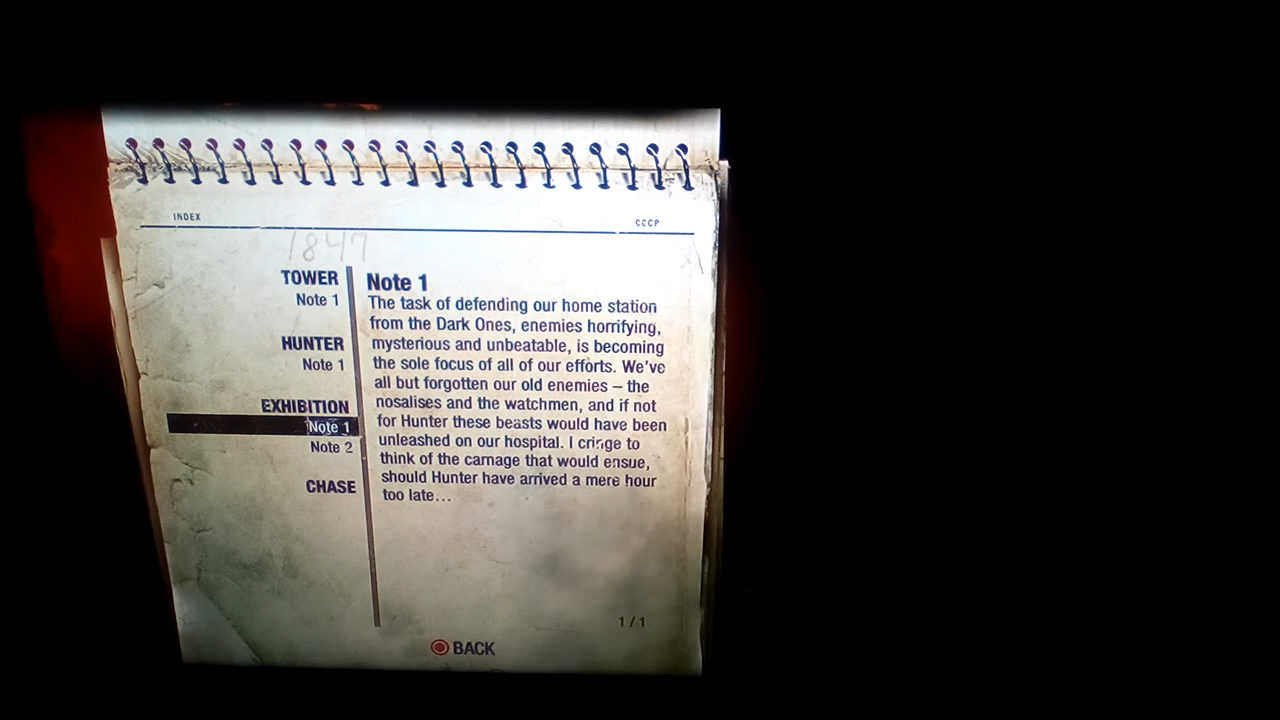 INDEX
CCCP
1847
TOWER
Note 1
HUNTER
Note 1
EXHIBITION
Note 1
Note 2
CHASE
Note 1
The task of defending our home station
from the Dark Ones, enemies horrifying,
mysterious and unbeatable, is becoming
the sole focus of all of our efforts. We've
all but forgotten our old enemies – the
nosalises and the watchmen, and if not
for Hunter these beasts would have been
unleashed on our hospital. I cringe to
think of the carnage that would ensue,
should Hunter have arrived a mere hour
too late...
1/1
BACK